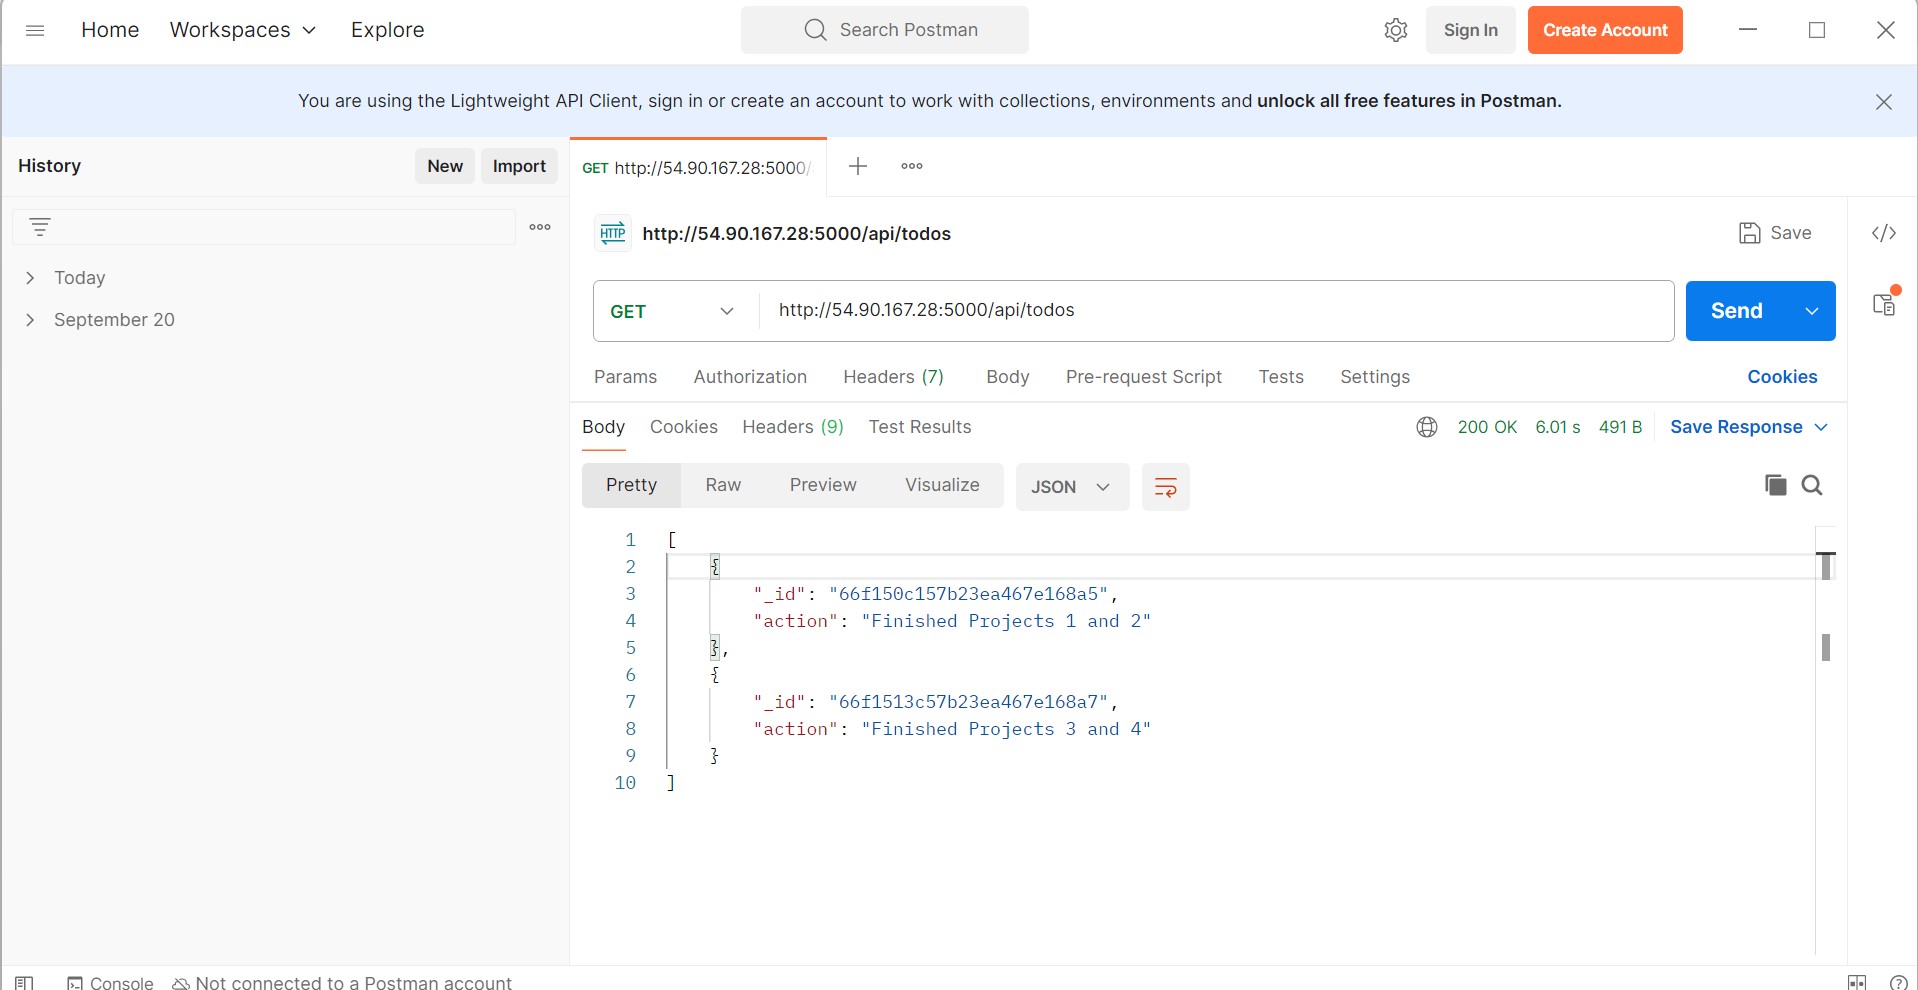 Home Workspaces Explore Search Postman Sign In Create Account
You are using the Lightweight API Client, sign in or create an account to work with collections, environments and unlock all free features in Postman.
History New Import
GET http://54.90.167.28:5000/
Today
September 20
HTTP http://54.90.167.28:5000/api/todos Save
GET http://54.90.167.28:5000/api/todos Send
Params Authorization Headers (7) Body Pre-request Script Tests Settings Cookies
Body Cookies Headers (9) Test Results 200 OK 6.01 s 491 B Save Response
Pretty Raw Preview Visualize JSON
1 [
2 {
3 "_id": "66f150c157b23ea467e168a5",
4 "action": "Finished Projects 1 and 2"
5 },
6 {
7 "_id": "66f1513c57b23ea467e168a7",
8 "action": "Finished Projects 3 and 4"
9 }
10 ]
Console Not connected to a Postman account